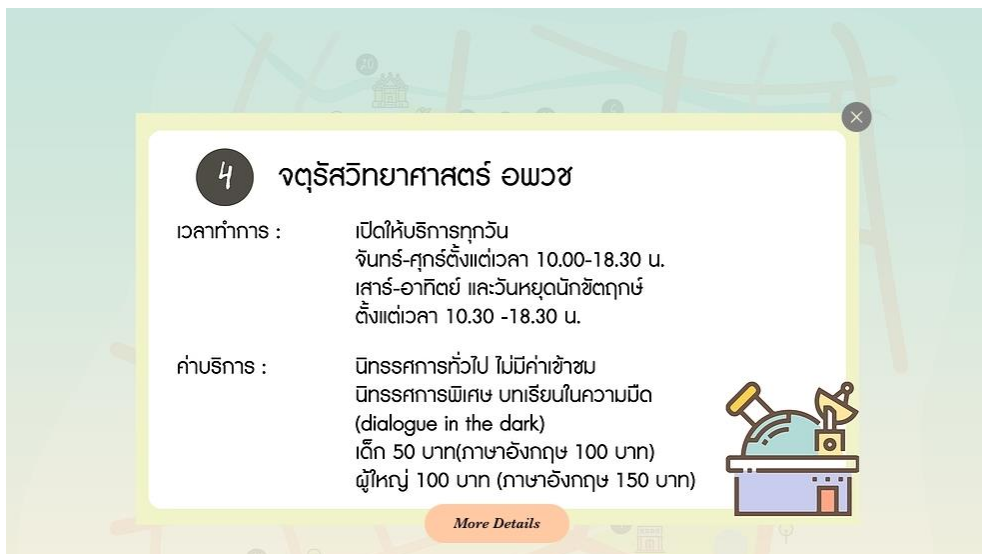 4 จตุรัสวิทยาศาสตร์ อพวช
เวลาทำการ : เปิดให้บริการทุกวัน
จันทร์-ศุกร์ตั้งแต่เวลา 10.00-18.30 น.
เสาร์-อาทิตย์ และวันหยุดนักขัตฤกษ์
ตั้งแต่เวลา 10.30 -18.30 น.
ค่าบริการ : นิทรรศการทั่วไป ไม่มีค่าเข้าชม
นิทรรศการพิเศษ บทเรียนในความมืด
(dialogue in the dark)
เด็ก 50 บาท(ภาษาอังกฤษ 100 บาท)
ผู้ใหญ่ 100 บาท (ภาษาอังกฤษ 150 บาท)
More Details